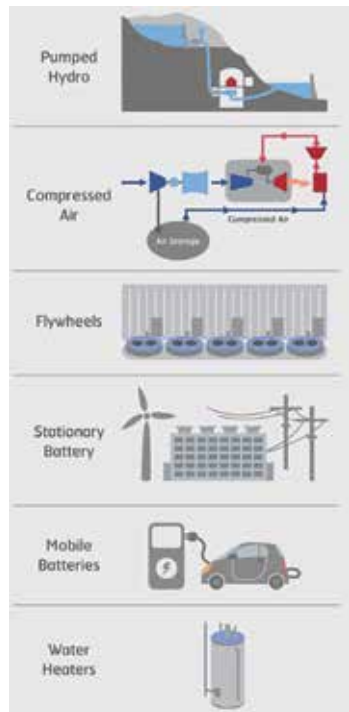 Pumped
Hydro
Compressed
Air
Air Storage
Compressed Air
Flywheels
Stationary
Battery
Mobile
Batteries
Water
Heaters